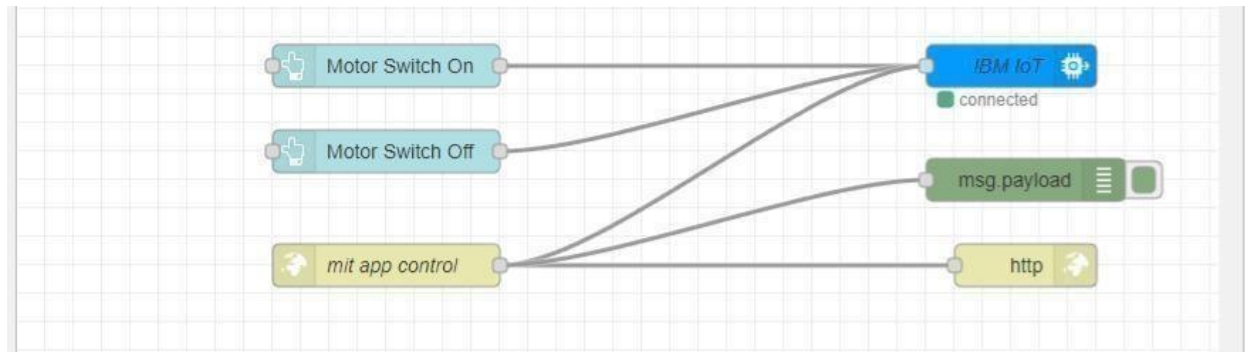 Motor Switch On
IBM IoT
connected
Motor Switch Off
msg.payload
mit app control
http